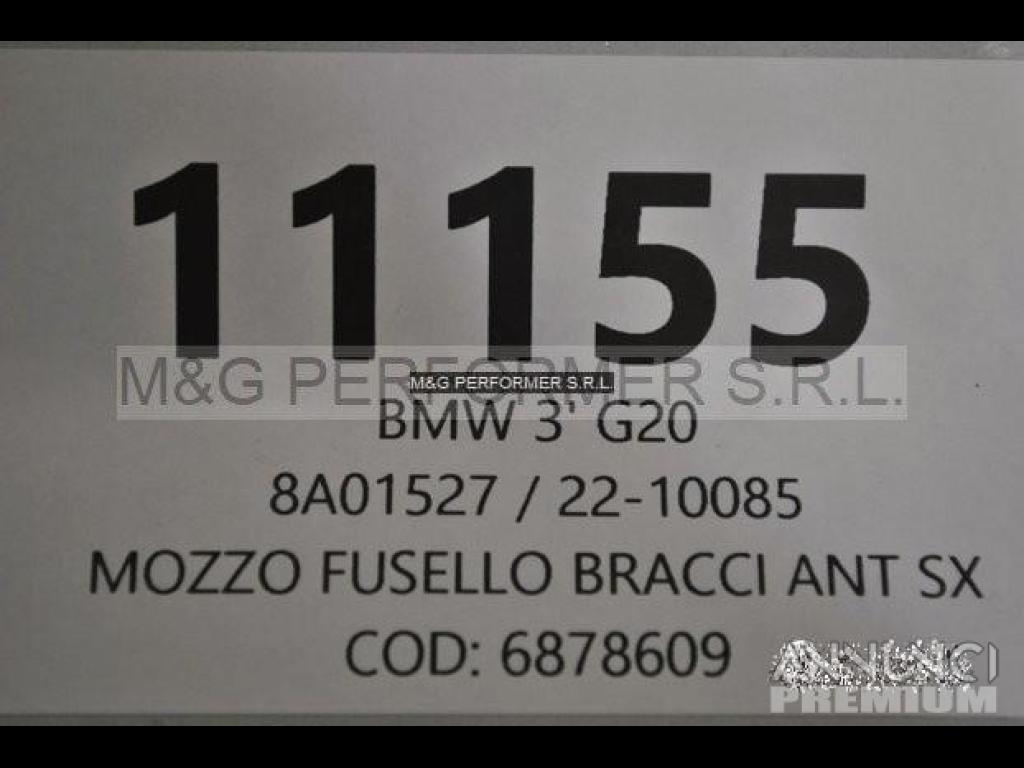 11155
M&G PERFORMER S.R.L.
M&G PERFORMER S.R.L.
BMW 3' G20
8A01527 / 22-10085
MOZZO FUSELLO BRACCI ANT SX
COD: 6878609
ANNUNCI
PREMIUM